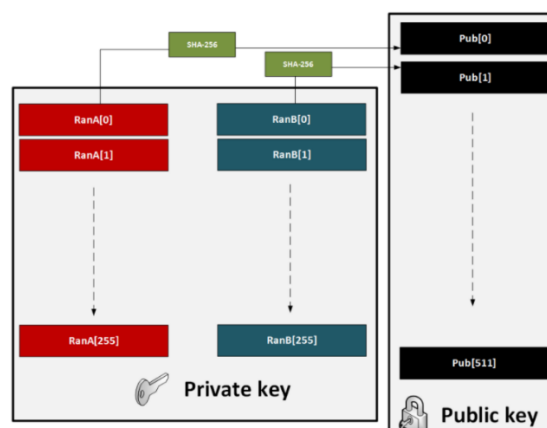 SHA-256
Pub[0]
SHA-256
Pub[1]
RanA[0]
RanB[0]
RanA[1]
RanB[1]
RanA[255]
RanB[255]
Pub[511]
Private key
Public key